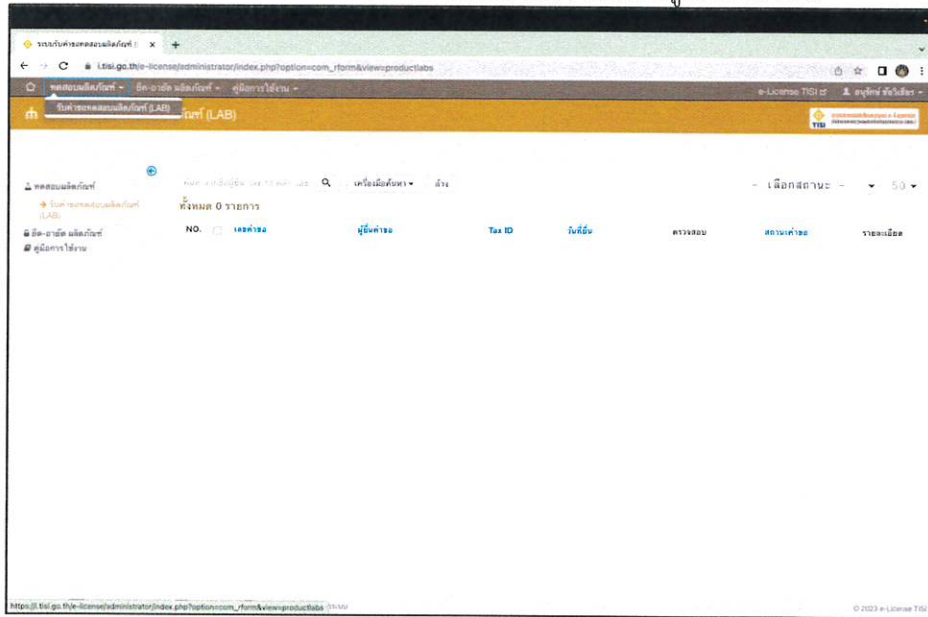 ระบบรับคำขอทดสอบผลิตภัณฑ์
i.tisi.go.th/e-license/administrator/index.php?option=com_rform&view=productlabs
ทดสอบผลิตภัณฑ์ ยึด-อายัด ผลิตภัณฑ์ คู่มือการใช้งาน e-License TISI
รับคำขอทดสอบผลิตภัณฑ์ (LAB)
ภัณฑ์ (LAB)
TISI
ทดสอบผลิตภัณฑ์
รับคำขอทดสอบผลิตภัณฑ์ (LAB)
ยึด-อายัด ผลิตภัณฑ์
คู่มือการใช้งาน
เครื่องมือค้นหา ล้าง - เลือกสถานะ - 50
ทั้งหมด 0 รายการ
NO. เลขคำขอ ผู้ยื่นคำขอ Tax ID วันที่ยื่น ตรวจสอบ สถานะคำขอ รายละเอียด
https://i.tisi.go.th/e-license/administrator/index.php?option=com_rform&view=productlabs
© 2023 e-License TISI